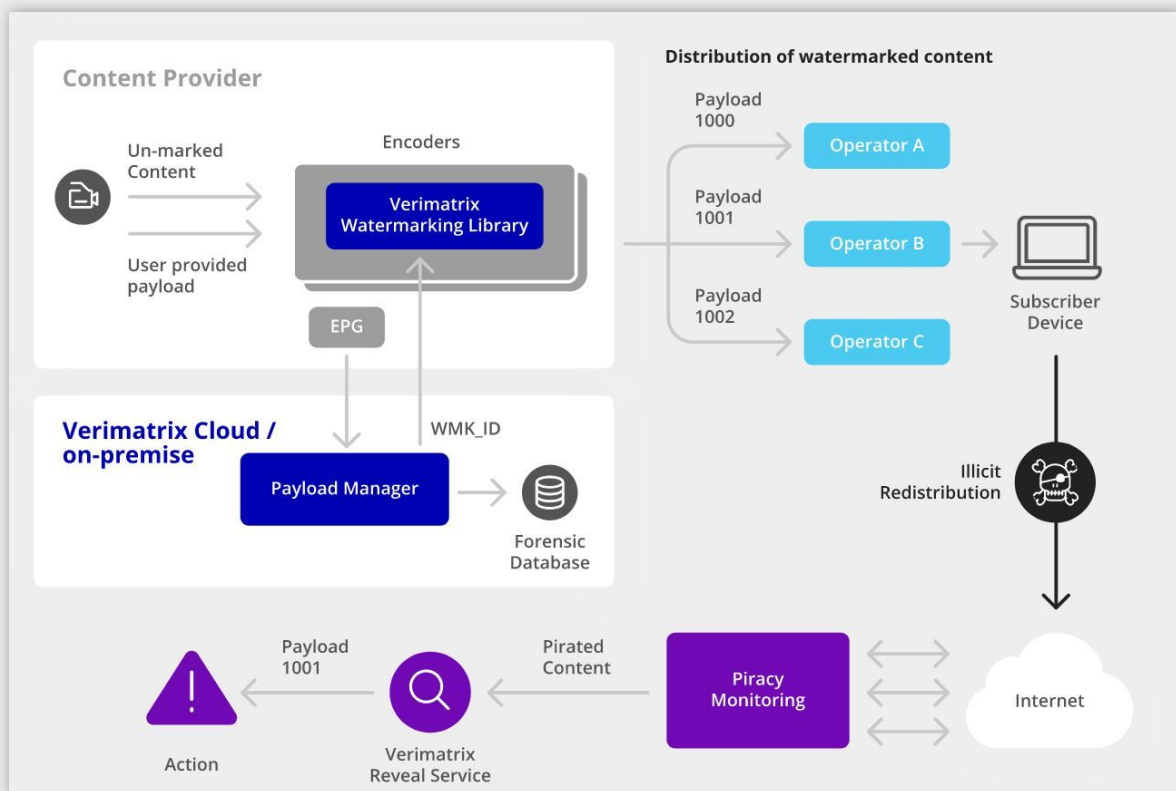 Content Provider
Un-marked
Content
User provided
payload
Encoders
Verimatrix
Watermarking Library
EPG
Distribution of watermarked content
Payload
1000
Operator A
Payload
1001
Operator B
Payload
1002
Operator C
Subscriber
Device
Verimatrix Cloud /
on-premise
WMK_ID
Payload Manager
Forensic
Database
Illicit
Redistribution
Internet
Piracy
Monitoring
Pirated
Content
Verimatrix
Reveal Service
Payload
1001
Action